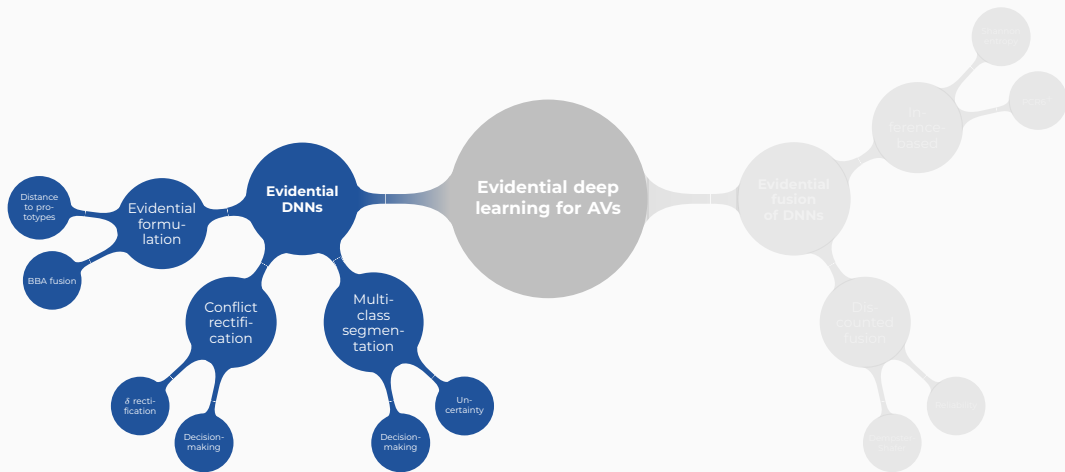 Evidential deep
learning for AVs
Evidential
DNNs
Evidential
formu-
lation
Distance
to pro-
totypes
BBA fusion
Conflict
rectifi-
cation
δ recti-
fication
Decision-
making
Multi-
class
segmen-
tation
Decision-
making
Un-
certainty
Evidential
fusion
of DNNs
In-
ference
based
Dis-
counted
fusion